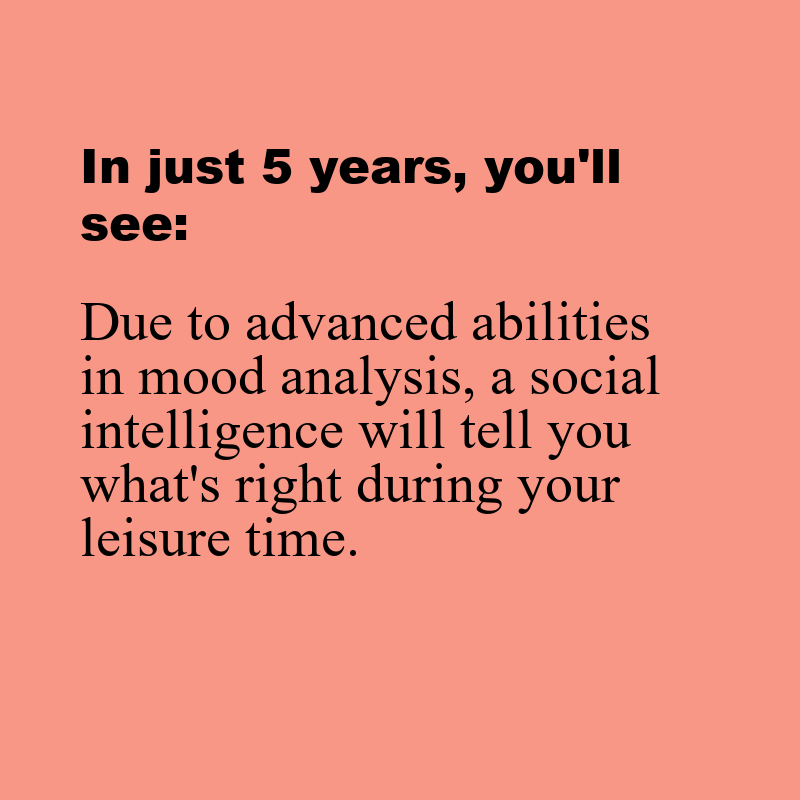 In just 5 years, you'll
see:
Due to advanced abilities
in mood analysis, a social
intelligence will tell you
what's right during your
leisure time.